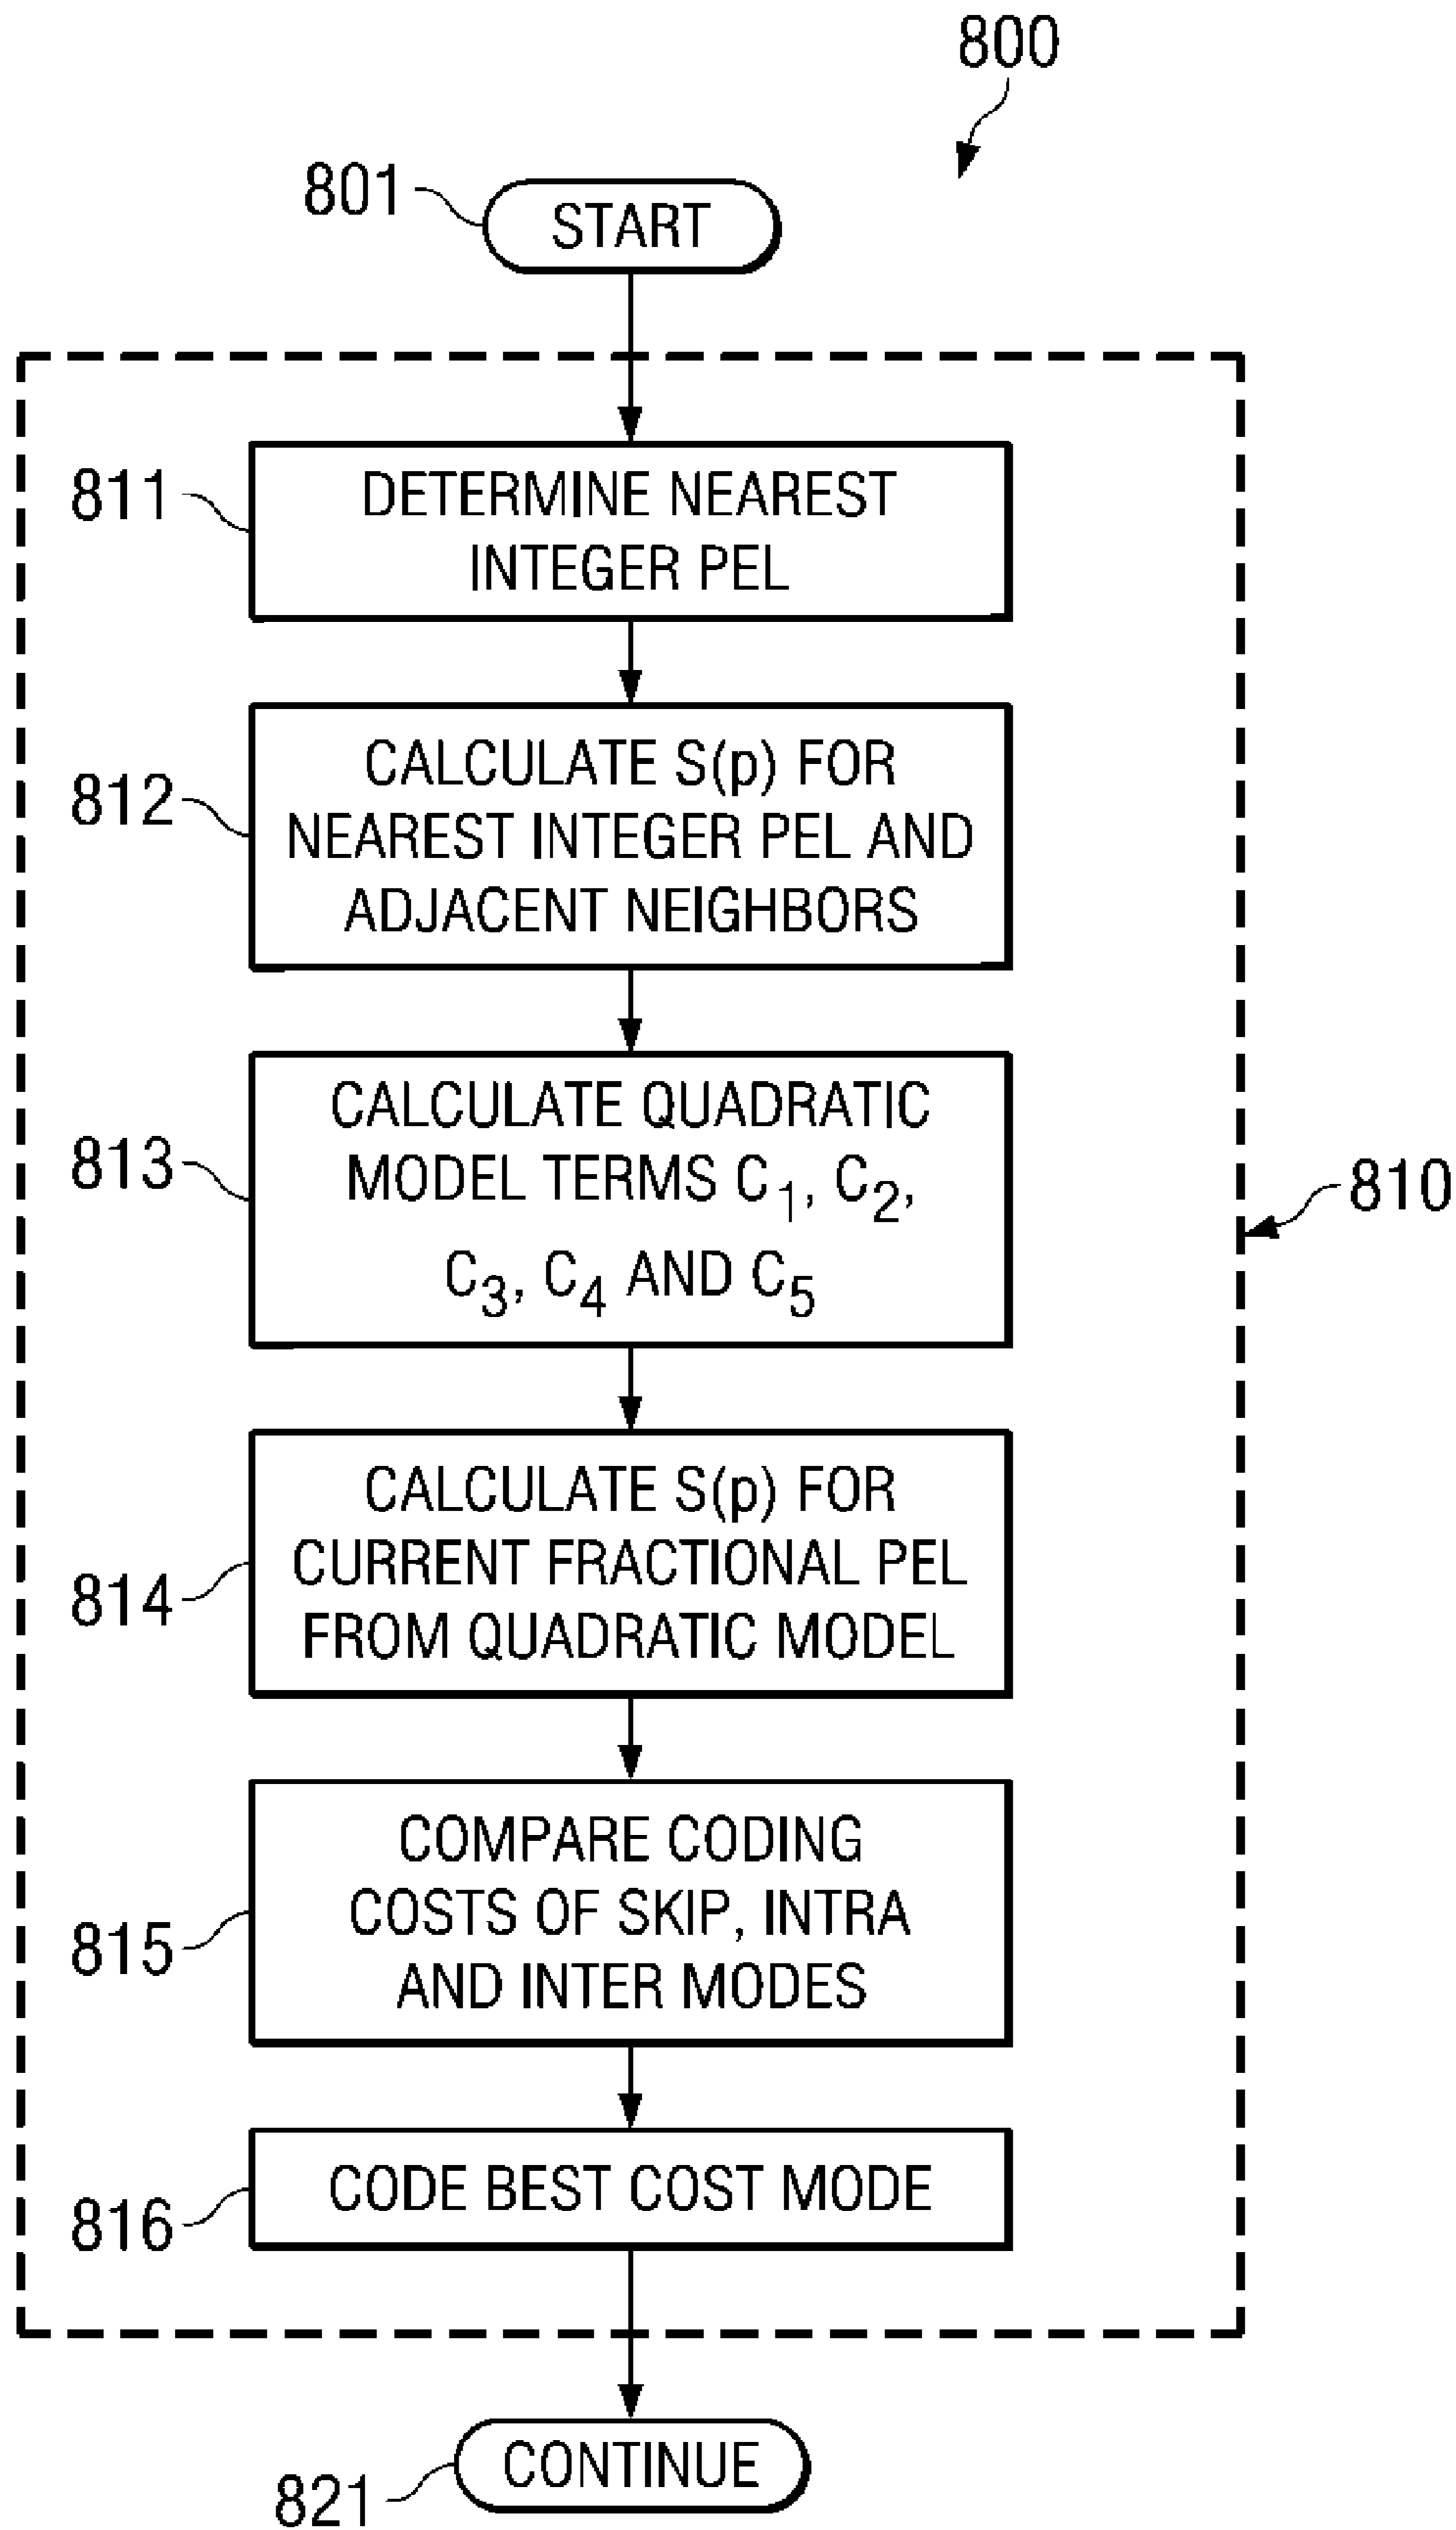 800
801
START
811
DETERMINE NEAREST
INTEGER PEL
812
CALCULATE S(p) FOR
NEAREST INTEGER PEL AND
ADJACENT NEIGHBORS
813
CALCULATE QUADRATIC
MODEL TERMS C1, C2,
C3, C4 AND C5
810
814
CALCULATE S(p) FOR
CURRENT FRACTIONAL PEL
FROM QUADRATIC MODEL
815
COMPARE CODING
COSTS OF SKIP, INTRA
AND INTER MODES
816
CODE BEST COST MODE
821
CONTINUE